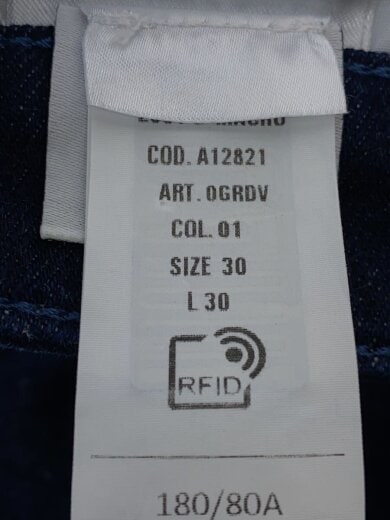 COD. A12821
ART. 0GRDV
COL. 01
SIZE 30
L 30
RFID
180/80A